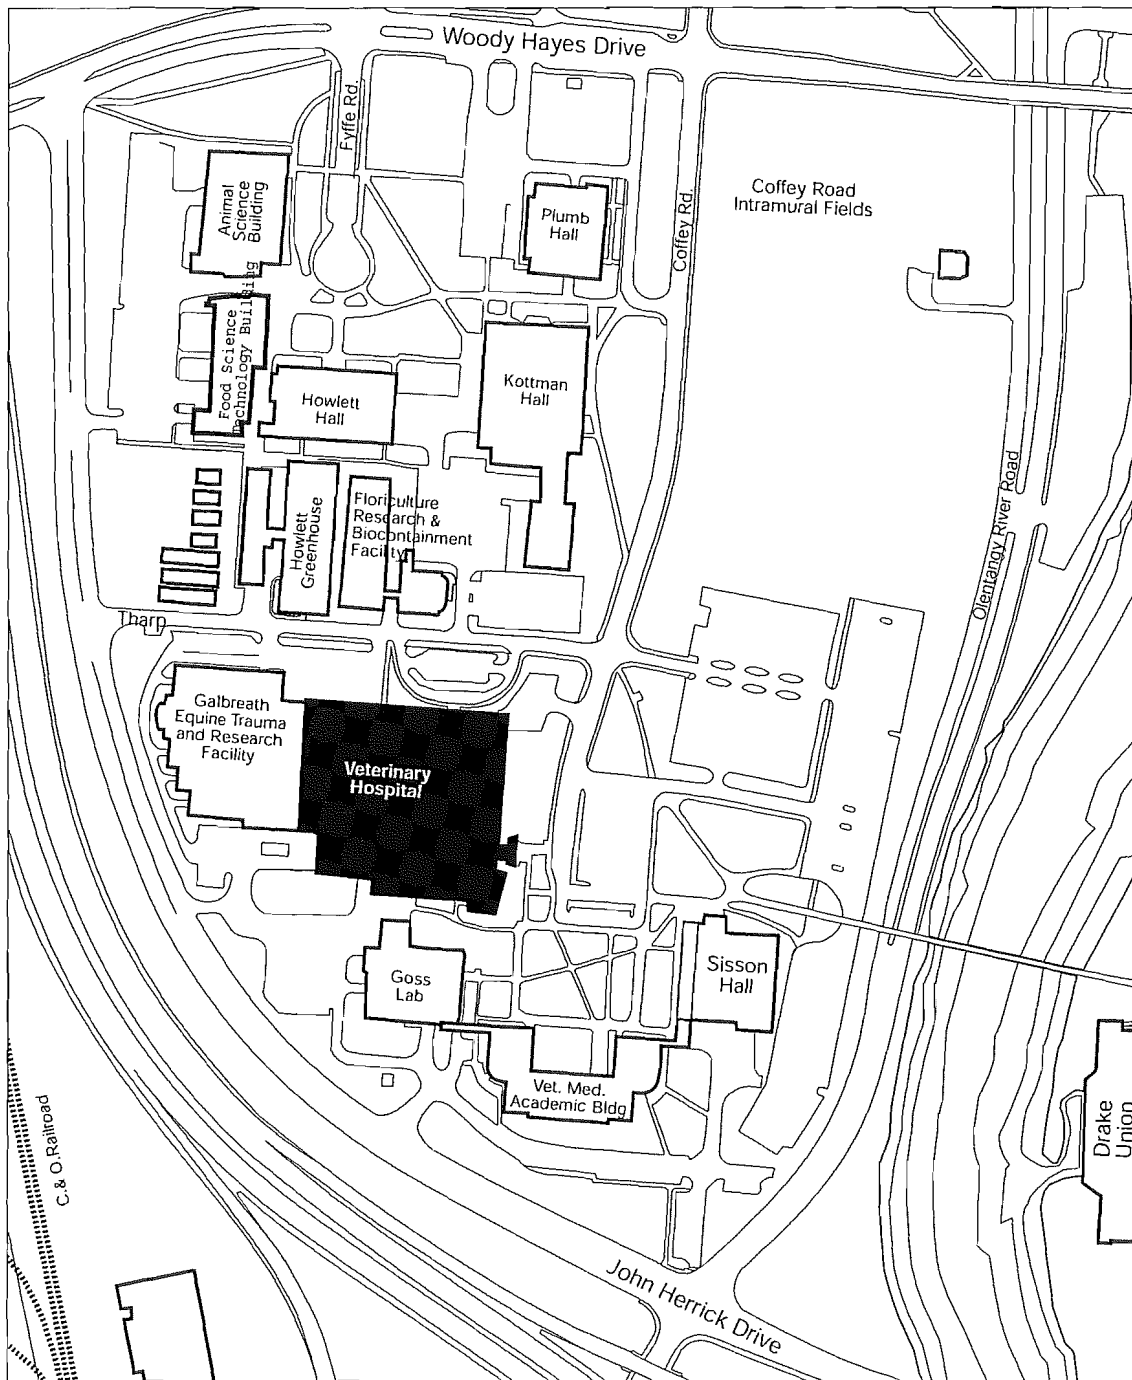 Woody Hayes Drive
Fyffe Rd.
Animal
Science
Building
Plumb
Hall
Coffey Rd.
Coffey Road
Intramural Fields
Food Science
Technology Building
Howlett
Hall
Kottman
Hall
Howlett
Greenhouse
Floriculture
Research &
Biocontainment
Facility
Olentangy River Road
Tharp
Galbreath
Equine Trauma
and Research
Facility
Veterinary
Hospital
Goss
Lab
Sisson
Hall
Vet. Med.
Academic Bldg
Drake
Union
C.& O.Railroad
John Herrick Drive